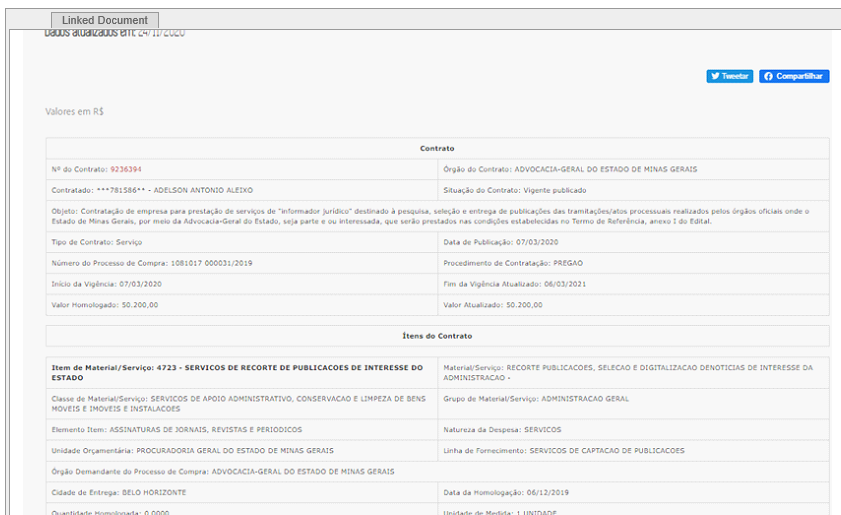 Linked Document
Dados atualizados em: 24/11/2020
Tweetar Compartilhar
Valores em R$
Contrato
Nº do Contrato: 9236394 Órgão do Contrato: ADVOCACIA-GERAL DO ESTADO DE MINAS GERAIS
Contratado: ***781586** - ADELSON ANTONIO ALEIXO Situação do Contrato: Vigente publicado
Objeto: Contratação de empresa para prestação de serviços de "informador jurídico" destinado à pesquisa, seleção e entrega de publicações das tramitações/atos processuais realizados pelos órgãos oficiais onde o
Estado de Minas Gerais, por meio da Advocacia-Geral do Estado, seja parte e ou interessada, que serão prestados nas condições estabelecidas no Termo de Referência, anexo I do Edital.
Tipo de Contrato: Serviço Data de Publicação: 07/03/2020
Número do Processo de Compra: 1081017 000031/2019 Procedimento de Contratação: PREGAO
Início da Vigência: 07/03/2020 Fim da Vigência Atualizado: 06/03/2021
Valor Homologado: 50.200,00 Valor Atualizado: 50.200,00
Ítens do Contrato
Item de Material/Serviço: 4723 - SERVICOS DE RECORTE DE PUBLICACOES DE INTERESSE DO
ESTADO
Material/Serviço: RECORTE PUBLICACOES, SELECAO E DIGITALIZACAO DENOTICIAS DE INTERESSE DA
ADMINISTRACAO -
Classe de Material/Serviço: SERVICOS DE APOIO ADMINISTRATIVO, CONSERVACAO E LIMPEZA DE BENS
MOVEIS E IMOVEIS E INSTALACOES
Grupo de Material/Serviço: ADMINISTRACAO GERAL
Elemento Item: ASSINATURAS DE JORNAIS, REVISTAS E PERIODICOS Natureza da Despesa: SERVICOS
Unidade Orçamentária: PROCURADORIA GERAL DO ESTADO DE MINAS GERAIS Linha de Fornecimento: SERVICOS DE CAPTACAO DE PUBLICACOES
Órgão Demandante do Processo de Compra: ADVOCACIA-GERAL DO ESTADO DE MINAS GERAIS
Cidade de Entrega: BELO HORIZONTE Data da Homologação: 06/12/2019
Quantidade Homologada: 0,0000 Unidade de Medida: 1 UNIDADE